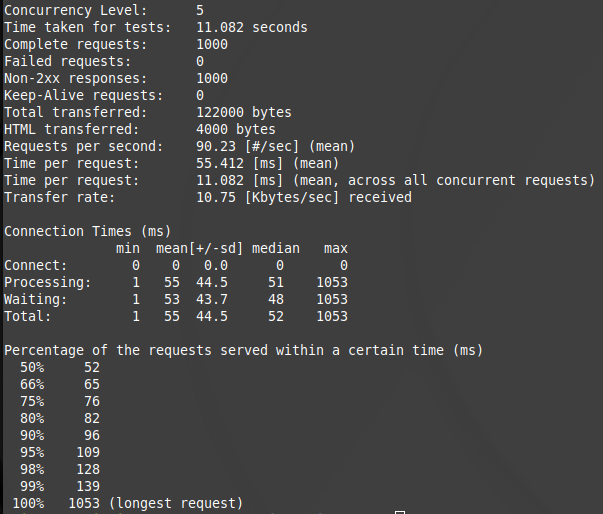 Concurrency Level:      5
Time taken for tests:   11.082 seconds
Complete requests:      1000
Failed requests:        0
Non-2xx responses:      1000
Keep-Alive requests:    0
Total transferred:      122000 bytes
HTML transferred:       4000 bytes
Requests per second:    90.23 [#/sec] (mean)
Time per request:       55.412 [ms] (mean)
Time per request:       11.082 [ms] (mean, across all concurrent requests)
Transfer rate:          10.75 [Kbytes/sec] received

Connection Times (ms)
              min  mean[+/-sd] median   max
Connect:        0    0   0.0      0       0
Processing:     1   55  44.5     51    1053
Waiting:        1   53  43.7     48    1053
Total:          1   55  44.5     52    1053

Percentage of the requests served within a certain time (ms)
  50%     52
  66%     65
  75%     76
  80%     82
  90%     96
  95%    109
  98%    128
  99%    139
 100%   1053 (longest request)